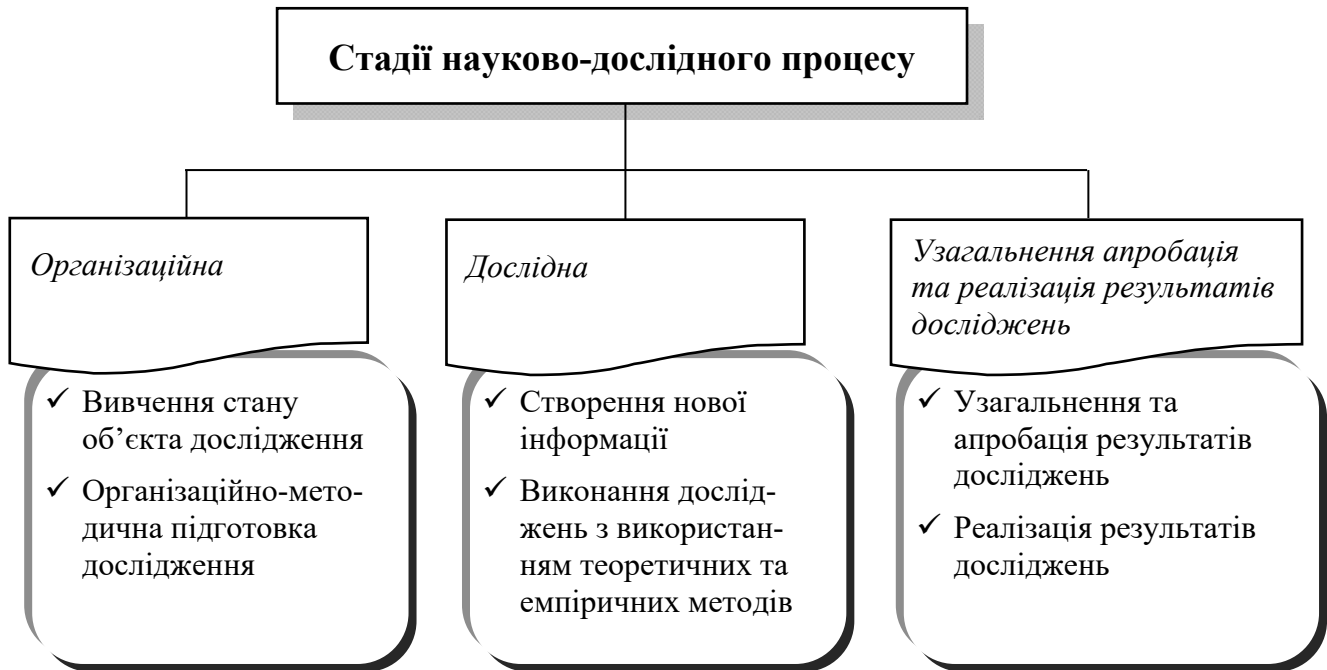 Стадії науково-дослідного процесу
Організаційна
✓ Вивчення стану
об’єкта дослідження
✓ Організаційно-мето-
дична підготовка
дослідження
Дослідна
✓ Створення нової
інформації
✓ Виконання дослід-
жень з використан-
ням теоретичних та
емпіричних методів
Узагальнення апробація
та реалізація результатів
досліджень
✓ Узагальнення та
апробація результатів
досліджень
✓ Реалізація результатів
досліджень